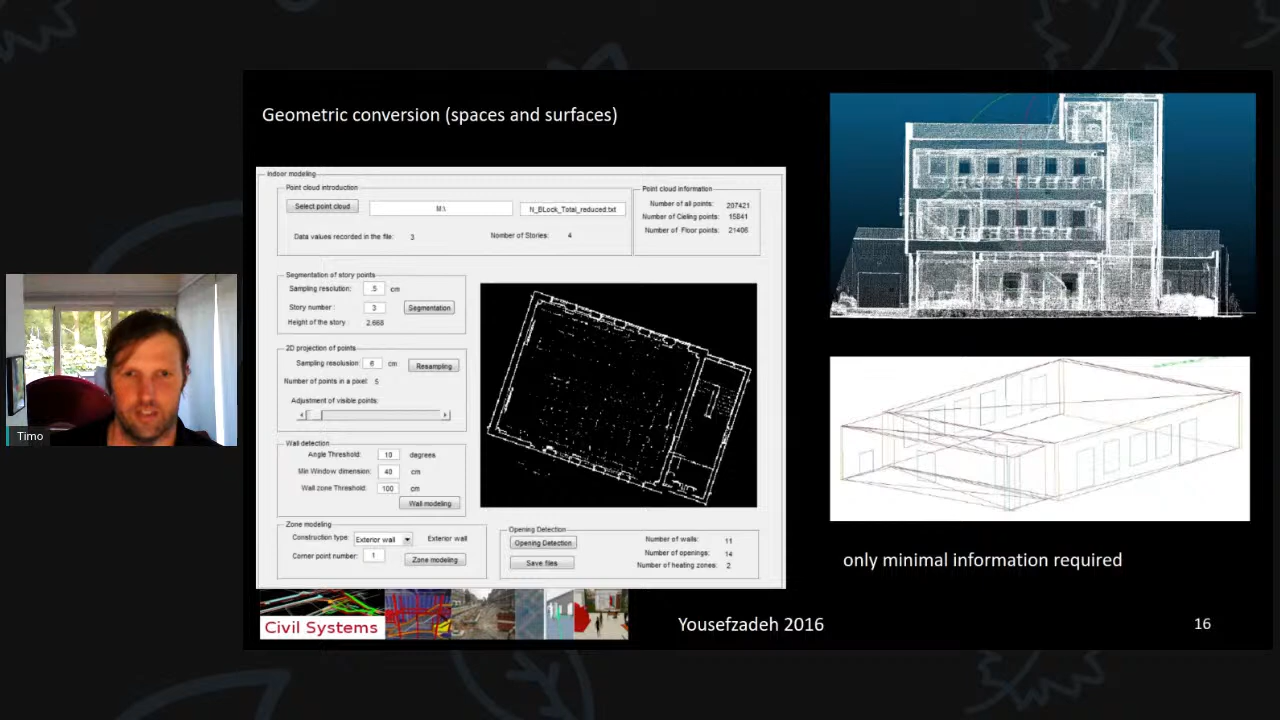 Geometric conversion (spaces and surfaces)
Indoor modeling
Point cloud introduction
Select point cloud
M:\
N_BLock_Total_reduced.txt
Data values recorded in the file: 3
Nomber of Stories: 4
Point cloud information
Number of all points: 207421
Nomber of Cieling points: 15841
Nomber of Floor points: 21406
Segmentation of story points
Sampling resolution: .5 cm
Story number : 3
Segmentation
Height of the story 2.668
2D projection of points
Sampling resolusion: 6 cm
Resampling
Number of points in a pixel: 5
Adjustment of visible points:
Wall detection
Angle Threshold: 10 degrees
Min Window dimension: 40 cm
Wall zone Threshold: 100 cm
Wall modeling
Zone modeling
Construction type: Exterior wall
Exterior wall
Corner point number: 1
Zone modeling
Opening Detection
Opening Detection
Save files
Number of walls: 11
Number of openings: 14
Number of heating zones: 2
only minimal information required
Timo
Civil Systems
Yousefzadeh 2016
16